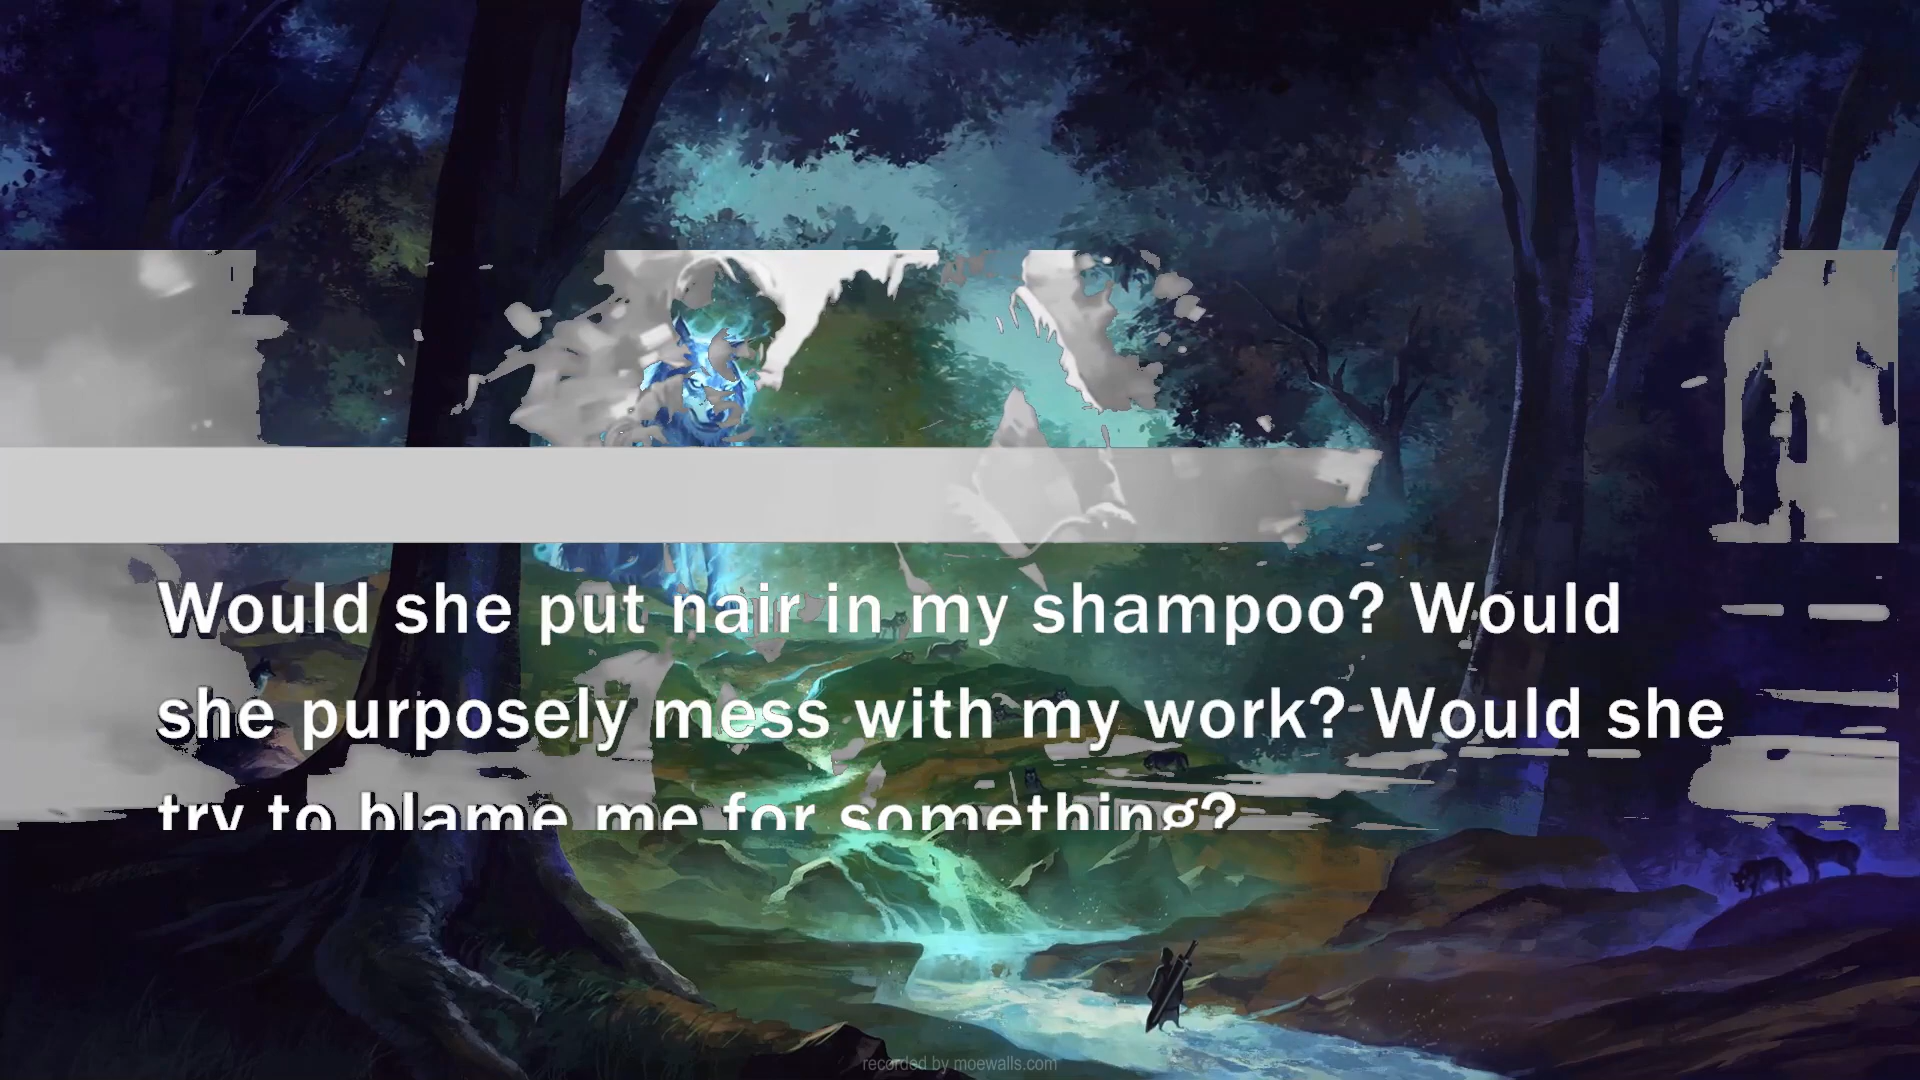 Would she put nair in my shampoo? Would
she purposely mess with my work? Would she
try to blame me for something?
recorded by moewalls.com